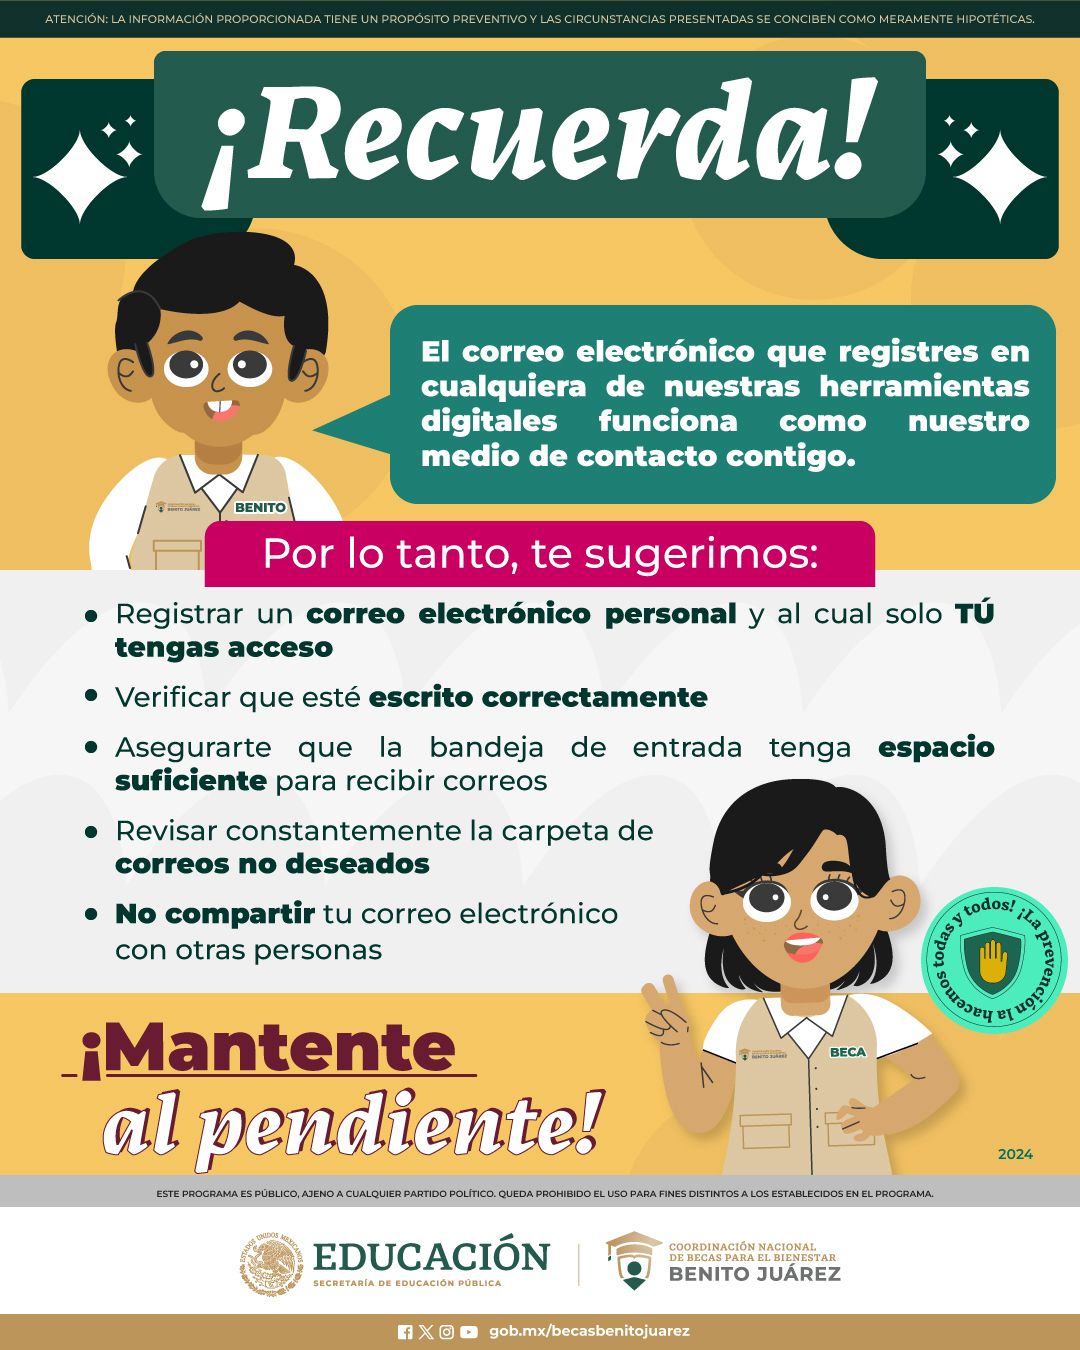 ATENCIÓN: LA INFORMACIÓN PROPORCIONADA TIENE UN PROPÓSITO PREVENTIVO Y LAS CIRCUNSTANCIAS PRESENTADAS SE CONCIBEN COMO MERAMENTE HIPOTÉTICAS.
¡Recuerda!
El correo electrónico que registres en
cualquiera de nuestras herramientas
digitales funciona como nuestro
medio de contacto contigo.
BENITO JUÁREZ
BENITO
Por lo tanto, te sugerimos:
• Registrar un correo electrónico personal y al cual solo TÚ
tengas acceso
• Verificar que esté escrito correctamente
• Asegurarte que la bandeja de entrada tenga espacio
suficiente para recibir correos
• Revisar constantemente la carpeta de
correos no deseados
• No compartir tu correo electrónico
con otras personas
¡La prevención la hacemos todas y todos!
BENITO JUÁREZ
BECA
¡Mantente
al pendiente!
2024
ESTE PROGRAMA ES PÚBLICO, AJENO A CUALQUIER PARTIDO POLÍTICO. QUEDA PROHIBIDO EL USO PARA FINES DISTINTOS A LOS ESTABLECIDOS EN EL PROGRAMA.
ESTADOS UNIDOS MEXICANOS
EDUCACIÓN
SECRETARÍA DE EDUCACIÓN PÚBLICA
COORDINACIÓN NACIONAL
DE BECAS PARA EL BIENESTAR
BENITO JUÁREZ
gob.mx/becasbenitojuarez